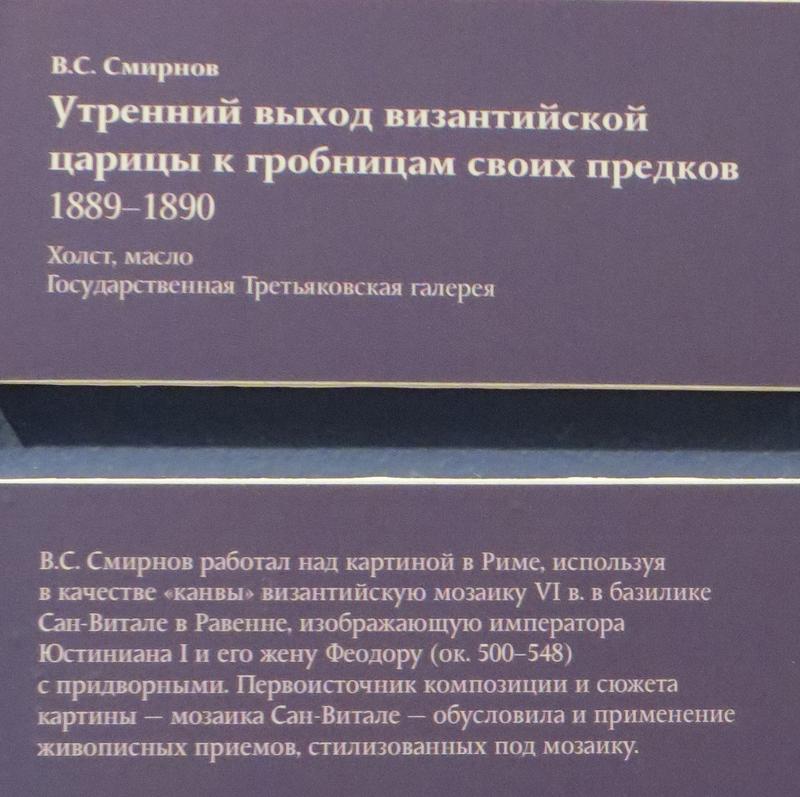 В.С. Смирнов
Утренний выход византийской
царицы к гробницам своих предков
1889–1890
Холст, масло
Государственная Третьяковская галерея
В.С. Смирнов работал над картиной в Риме, используя
в качестве «канвы» византийскую мозаику VI в. в базилике
Сан-Витале в Равенне, изображающую императора
Юстиниана I и его жену Феодору (ок. 500–548)
с придворными. Первоисточник композиции и сюжета
картины — мозаика Сан-Витале — обусловила и применение
живописных приемов, стилизованных под мозаику.